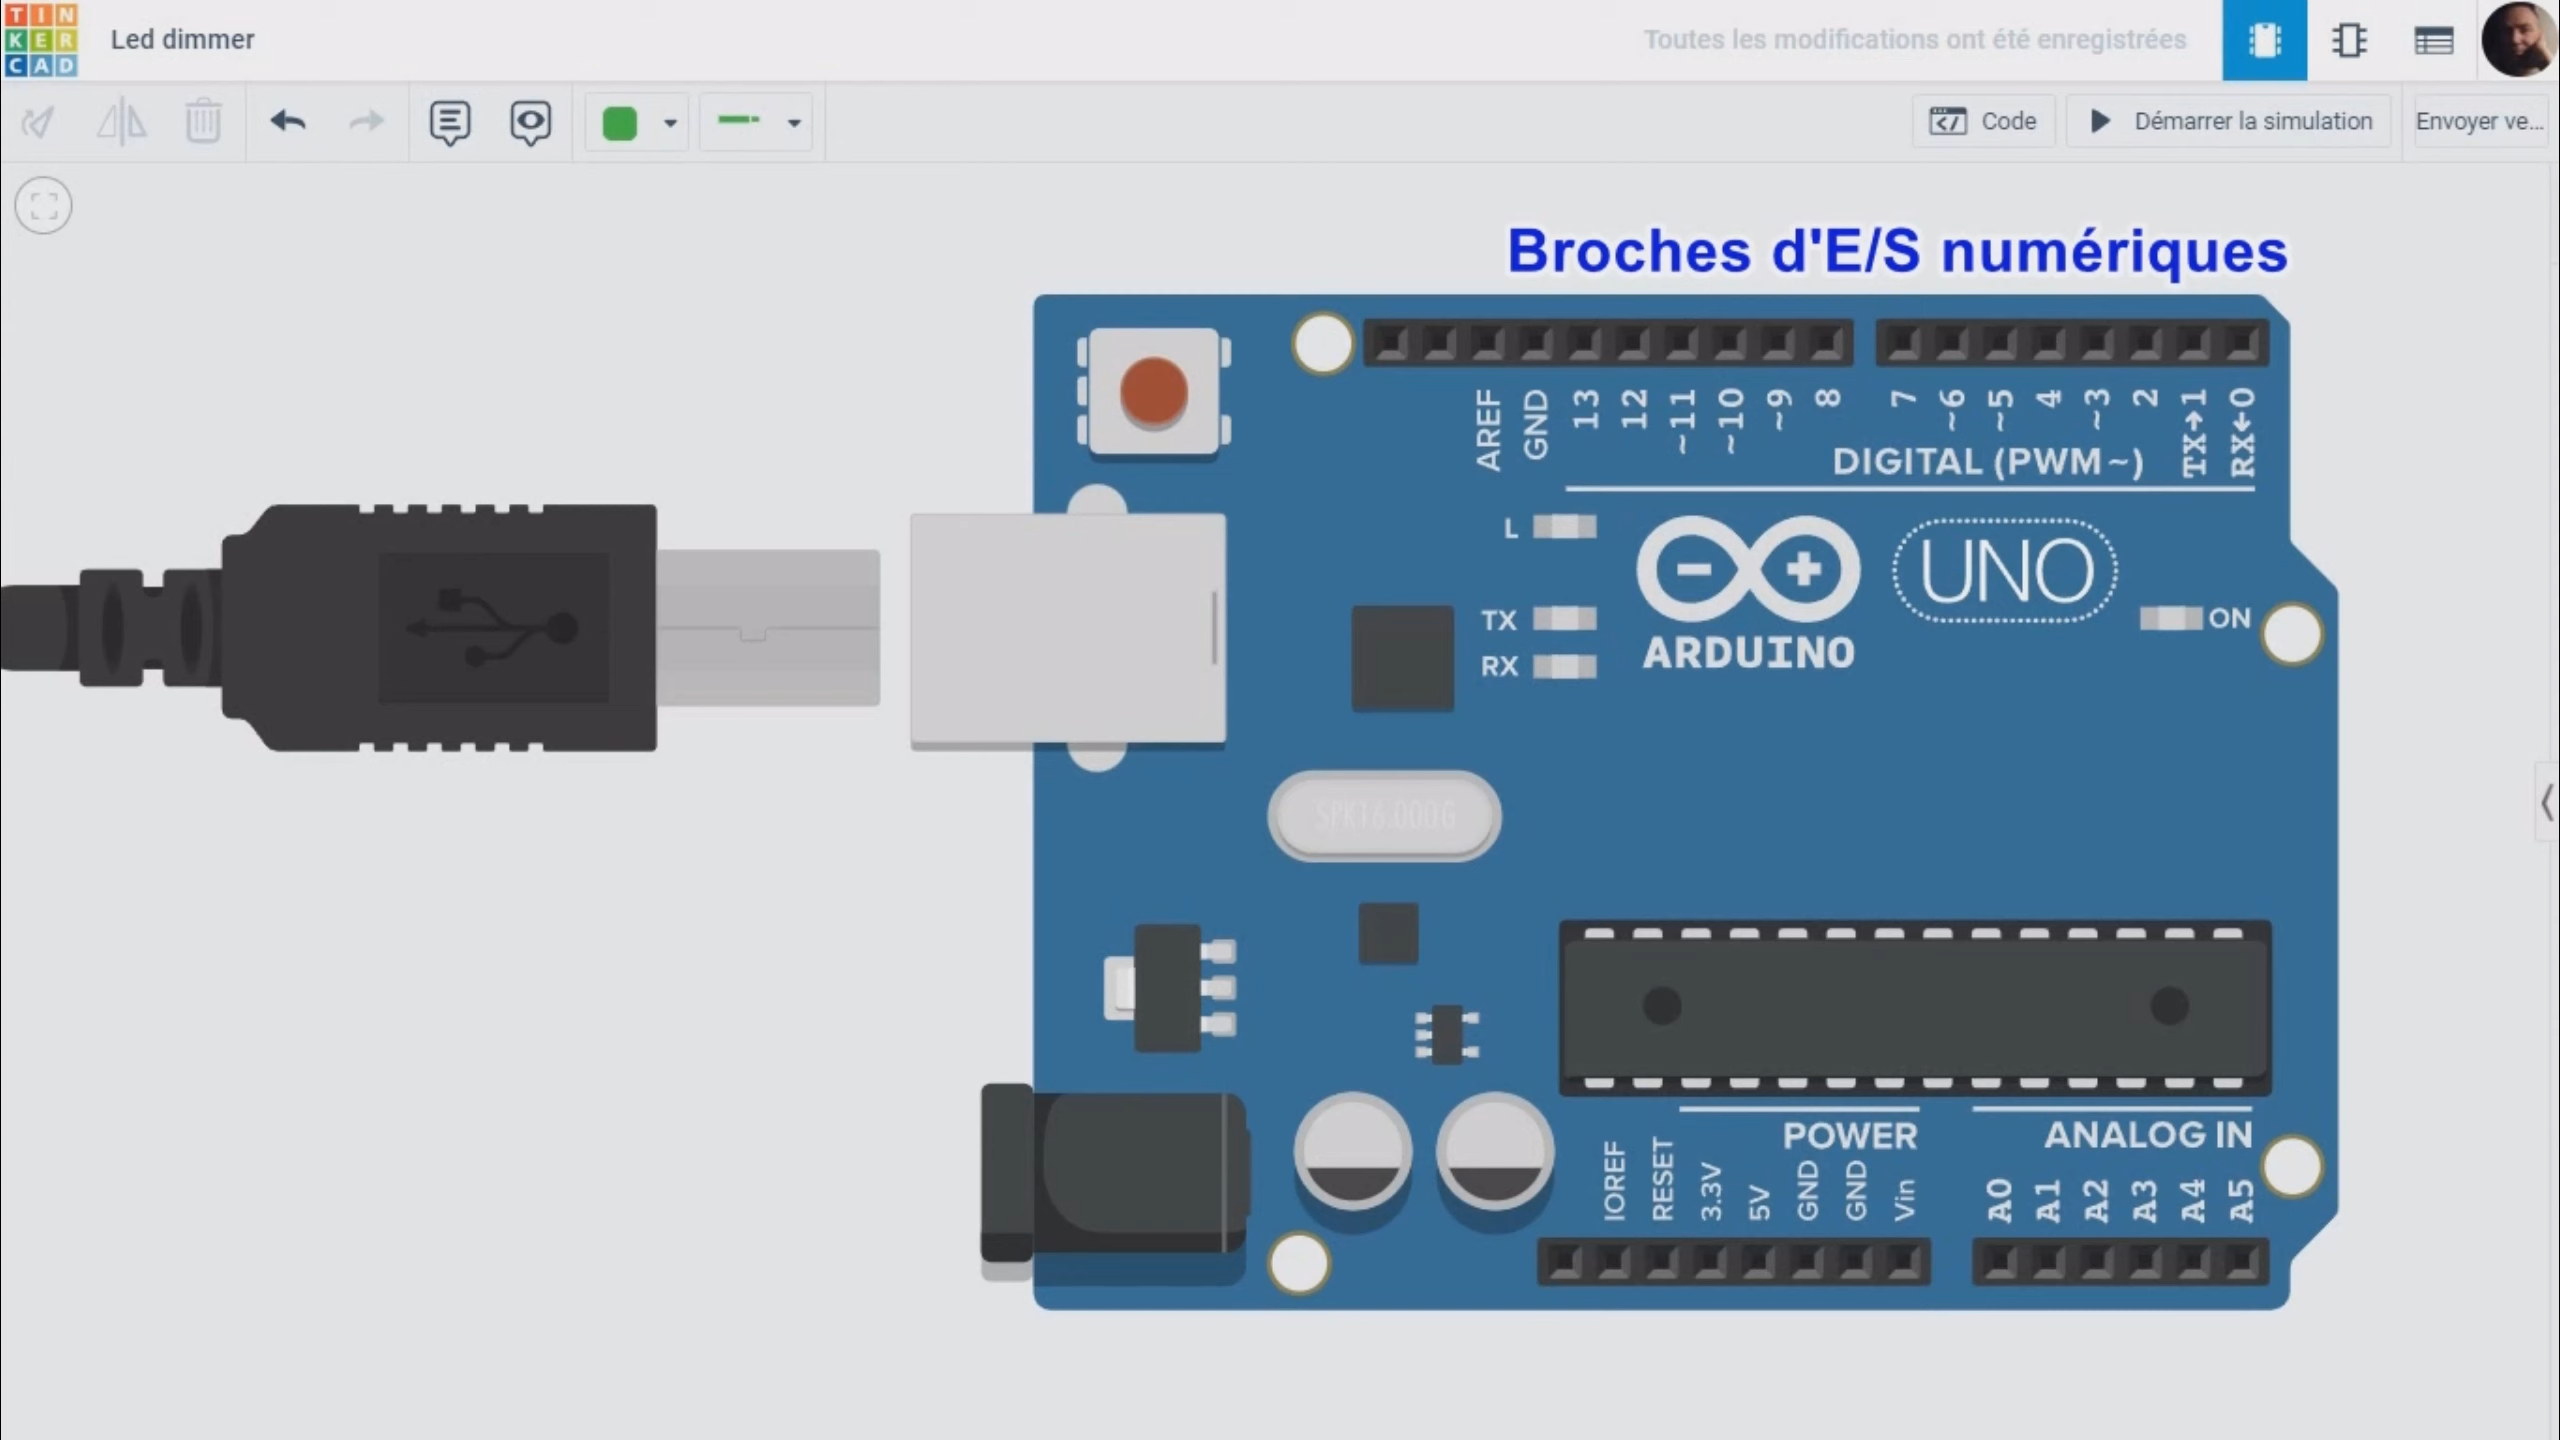 TIN
KER
CAD
Led dimmer
Toutes les modifications ont été enregistrées
Code
Démarrer la simulation
Envoyer ve...
Broches d'E/S numériques
AREF
GND
13
12
~11
~10
~9
8
7
~6
~5
4
~3
2
TX→1
RX←0
DIGITAL (PWM~)
L
TX
RX
ARDUINO
UNO
ON
SPK16.000G
POWER
ANALOG IN
IOREF
RESET
3.3V
5V
GND
GND
Vin
A0
A1
A2
A3
A4
A5